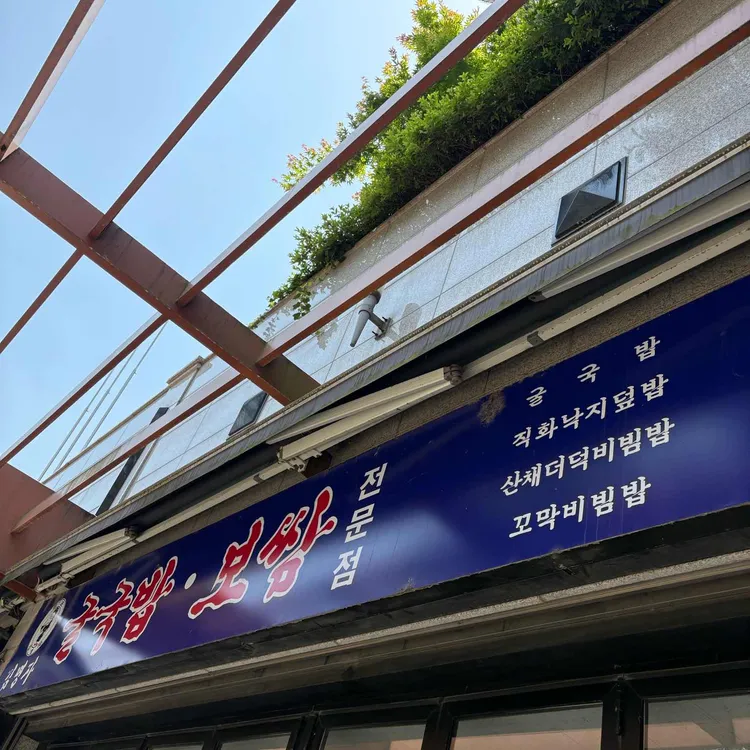 굴국밥·보쌈
전문점
굴국밥
직화낙지덮밥
산채더덕비빔밥
꼬막비빔밥